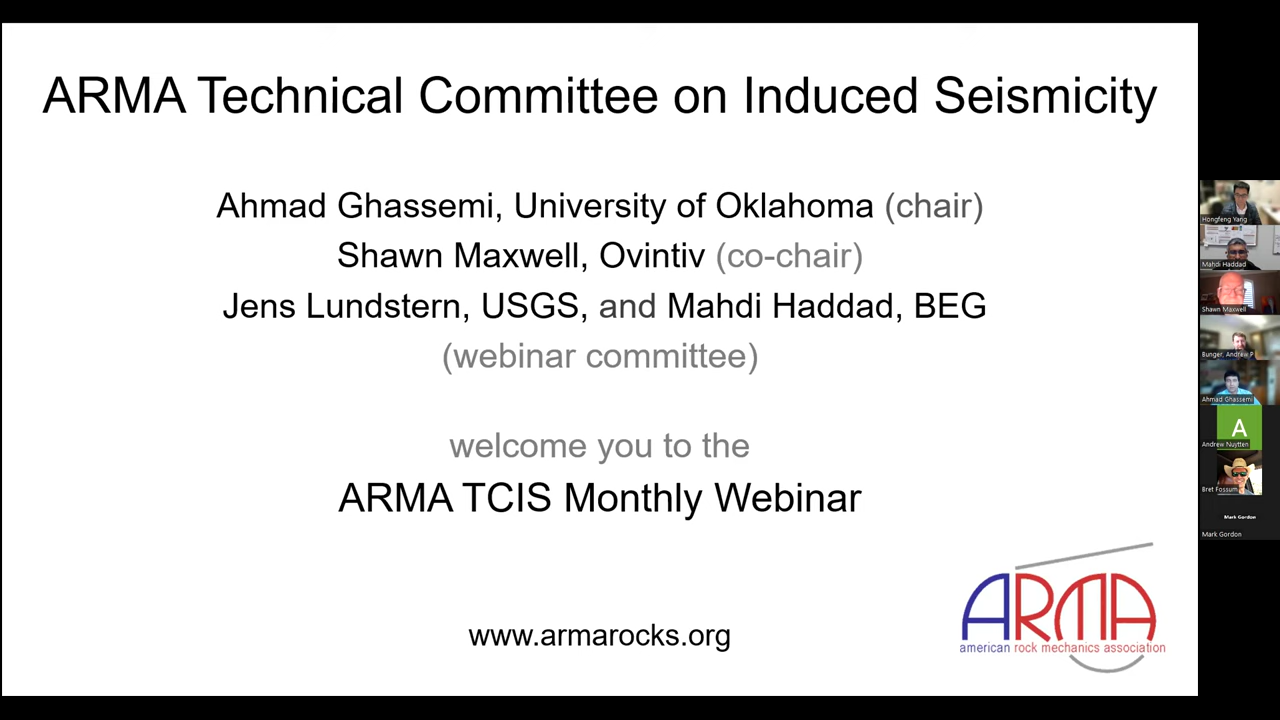 ARMA Technical Committee on Induced Seismicity
Ahmad Ghassemi, University of Oklahoma (chair)
Shawn Maxwell, Ovintiv (co-chair)
Jens Lundstern, USGS, and Mahdi Haddad, BEG
(webinar committee)
welcome you to the
ARMA TCIS Monthly Webinar
www.armarocks.org
ARMA
american rock mechanics association
Hongfeng Yang
Mahdi Haddad
Shawn Maxwell
Bunger, Andrew P
Ahmad Ghassemi
A
Andrew Nuytten
Bret Fossum
Mark Gordon
Mark Gordon